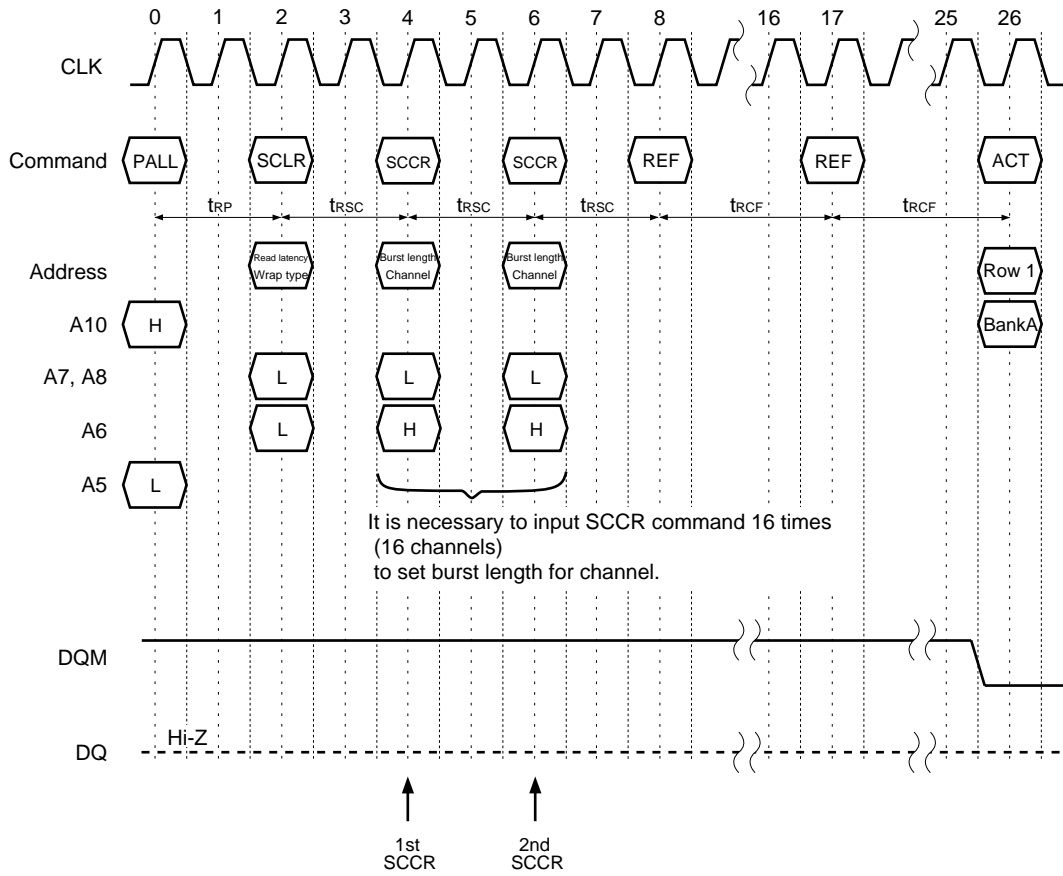 0 1 2 3 4 5 6 7 8 16 17 25 26
CLK
Command PALL SCLR SCCR SCCR REF REF ACT
tRP tRSC tRSC tRSC tRCF tRCF
Address Read latency Wrap type Burst length Channel Burst length Channel Row 1
A10 H BankA
A7, A8 L L L
A6 L H H
A5 L
It is necessary to input SCCR command 16 times
(16 channels)
to set burst length for channel.
DQM
Hi-Z
DQ
1st SCCR 2nd SCCR